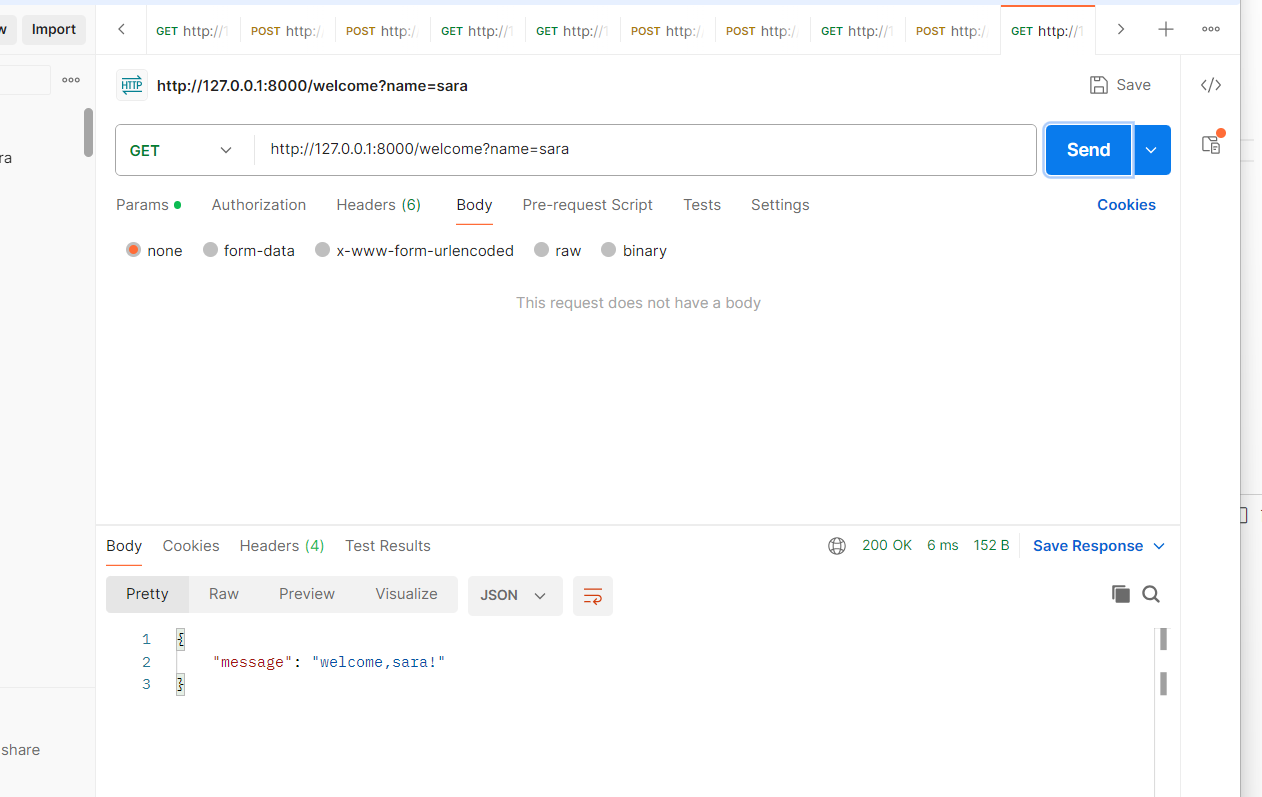 w Import GET http://1 POST http:/ POST http:/ GET http://1 GET http://1 POST http:/ POST http:/ GET http://1 POST http:/ GET http://1
http://127.0.0.1:8000/welcome?name=sara Save </>
GET http://127.0.0.1:8000/welcome?name=sara Send
ra
Params Authorization Headers (6) Body Pre-request Script Tests Settings Cookies
none form-data x-www-form-urlencoded raw binary
This request does not have a body
Body Cookies Headers (4) Test Results 200 OK 6 ms 152 B Save Response
Pretty Raw Preview Visualize JSON
1 {
2 "message": "welcome,sara!"
3 }
share